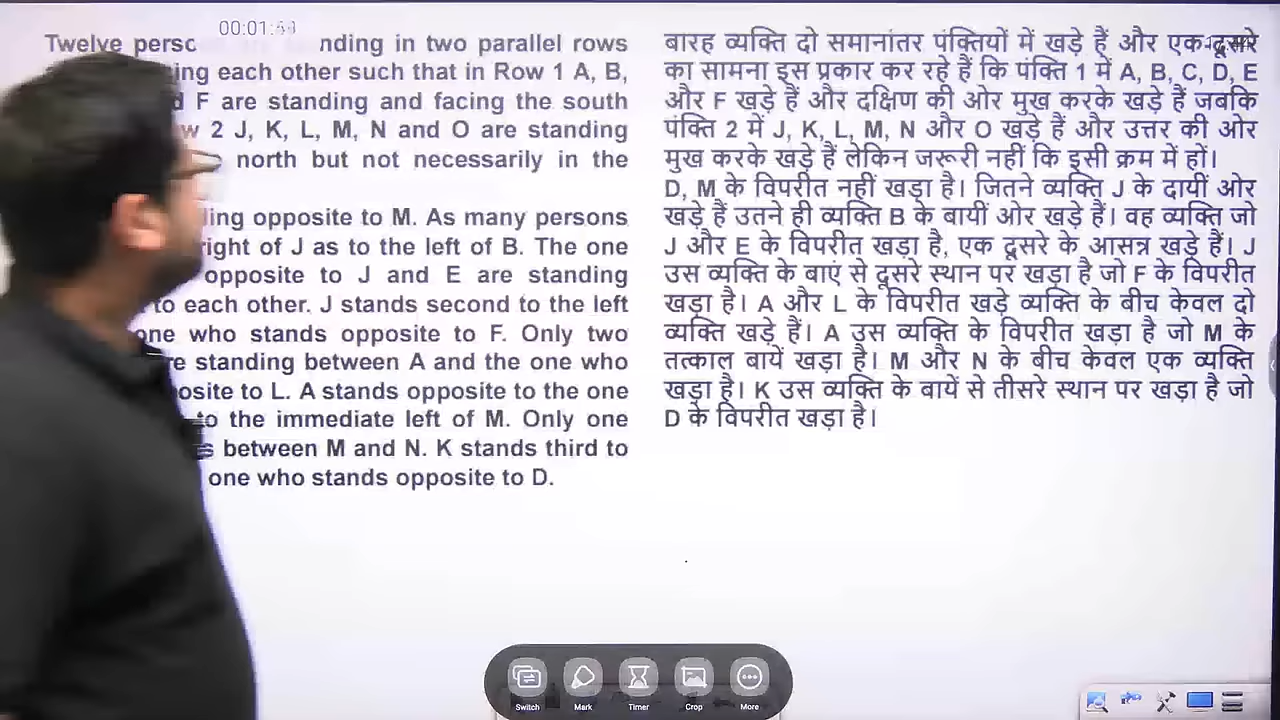 00:01:
Twelve nding in two parallel rows
ing each other such that in Row 1 A, B,
F are standing and facing the south
2 J, K, L, M, N and O are standing
north but not necessarily in the
ing opposite to M. As many persons
right of J as to the left of B. The one
opposite to J and E are standing
to each other. J stands second to the left
one who stands opposite to F. Only two
are standing between A and the one who
opposite to L. A stands opposite to the one
to the immediate left of M. Only one
between M and N. K stands third to
one who stands opposite to D.
बारह व्यक्ति दो समानांतर पंक्तियों में खड़े हैं और एक-दूसरे
का सामना इस प्रकार कर रहे हैं कि पंक्ति 1 में A, B, C, D, E
और F खड़े हैं और दक्षिण की ओर मुख करके खड़े हैं जबकि
पंक्ति 2 में J, K, L, M, N और O खड़े हैं और उत्तर की ओर
मुख करके खड़े हैं लेकिन जरूरी नहीं कि इसी क्रम में हों।
D, M के विपरीत नहीं खड़ा है। जितने व्यक्ति J के दायीं ओर
खड़े हैं उतने ही व्यक्ति B के बायीं ओर खड़े हैं। वह व्यक्ति जो
J और E के विपरीत खड़ा है, एक दूसरे के आसन्न खड़े हैं। J
उस व्यक्ति के बाएं से दूसरे स्थान पर खड़ा है जो F के विपरीत
खड़ा है। A और L के विपरीत खड़े व्यक्ति के बीच केवल दो
व्यक्ति खड़े हैं। A उस व्यक्ति के विपरीत खड़ा है जो M के
तत्काल बायें खड़ा है। M और N के बीच केवल एक व्यक्ति
खड़ा है। K उस व्यक्ति के बायें से तीसरे स्थान पर खड़ा है जो
D के विपरीत खड़ा है।
Switch Mark Timer Crop More